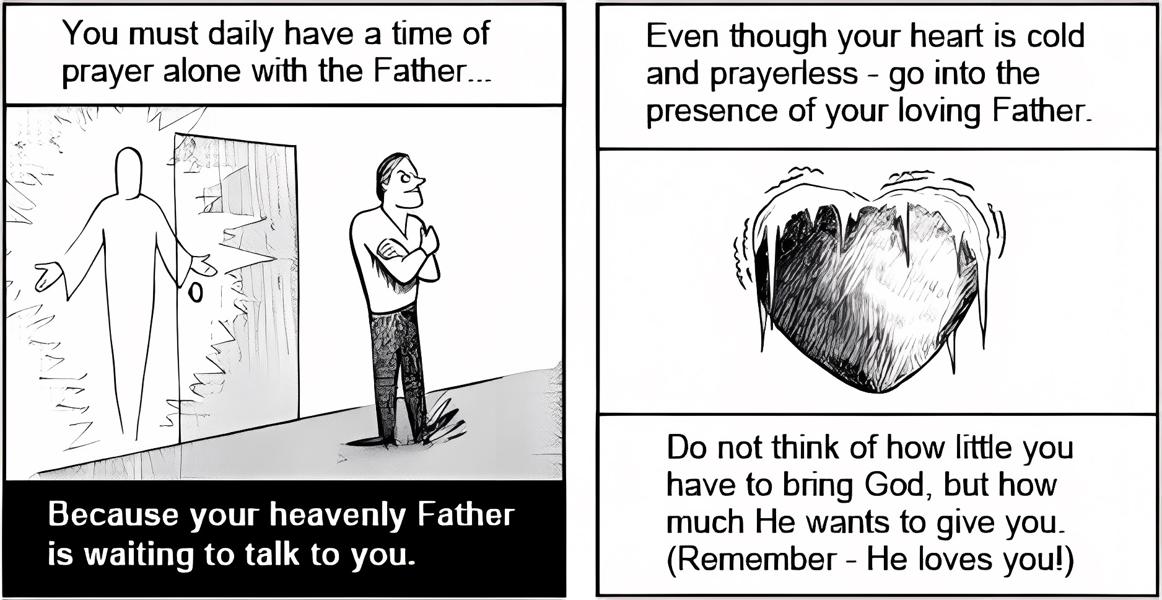 You must daily have a time of
prayer alone with the Father...
Because your heavenly Father
is waiting to talk to you.
Even though your heart is cold
and prayerless - go into the
presence of your loving Father.
Do not think of how little you
have to bring God, but how
much He wants to give you.
(Remember - He loves you!)